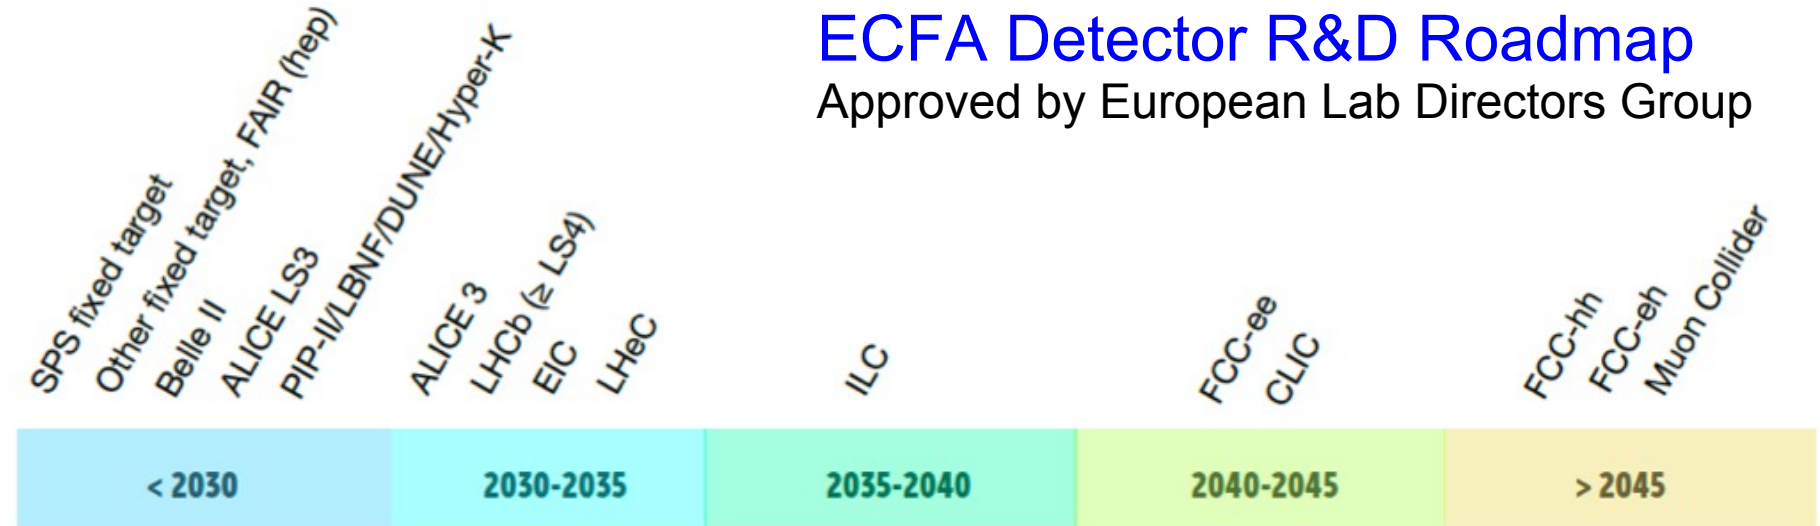 ECFA Detector R&D Roadmap
Approved by European Lab Directors Group
SPS fixed target
Other fixed target, FAIR (hep)
Belle II
ALICE LS3
PIP-II/LBNF/DUNE/Hyper-K
ALICE 3
LHCb (≥ LS4)
EIC
LHeC
ILC
FCC-ee
CLIC
FCC-hh
FCC-eh
Muon Collider
< 2030
2030-2035
2035-2040
2040-2045
> 2045